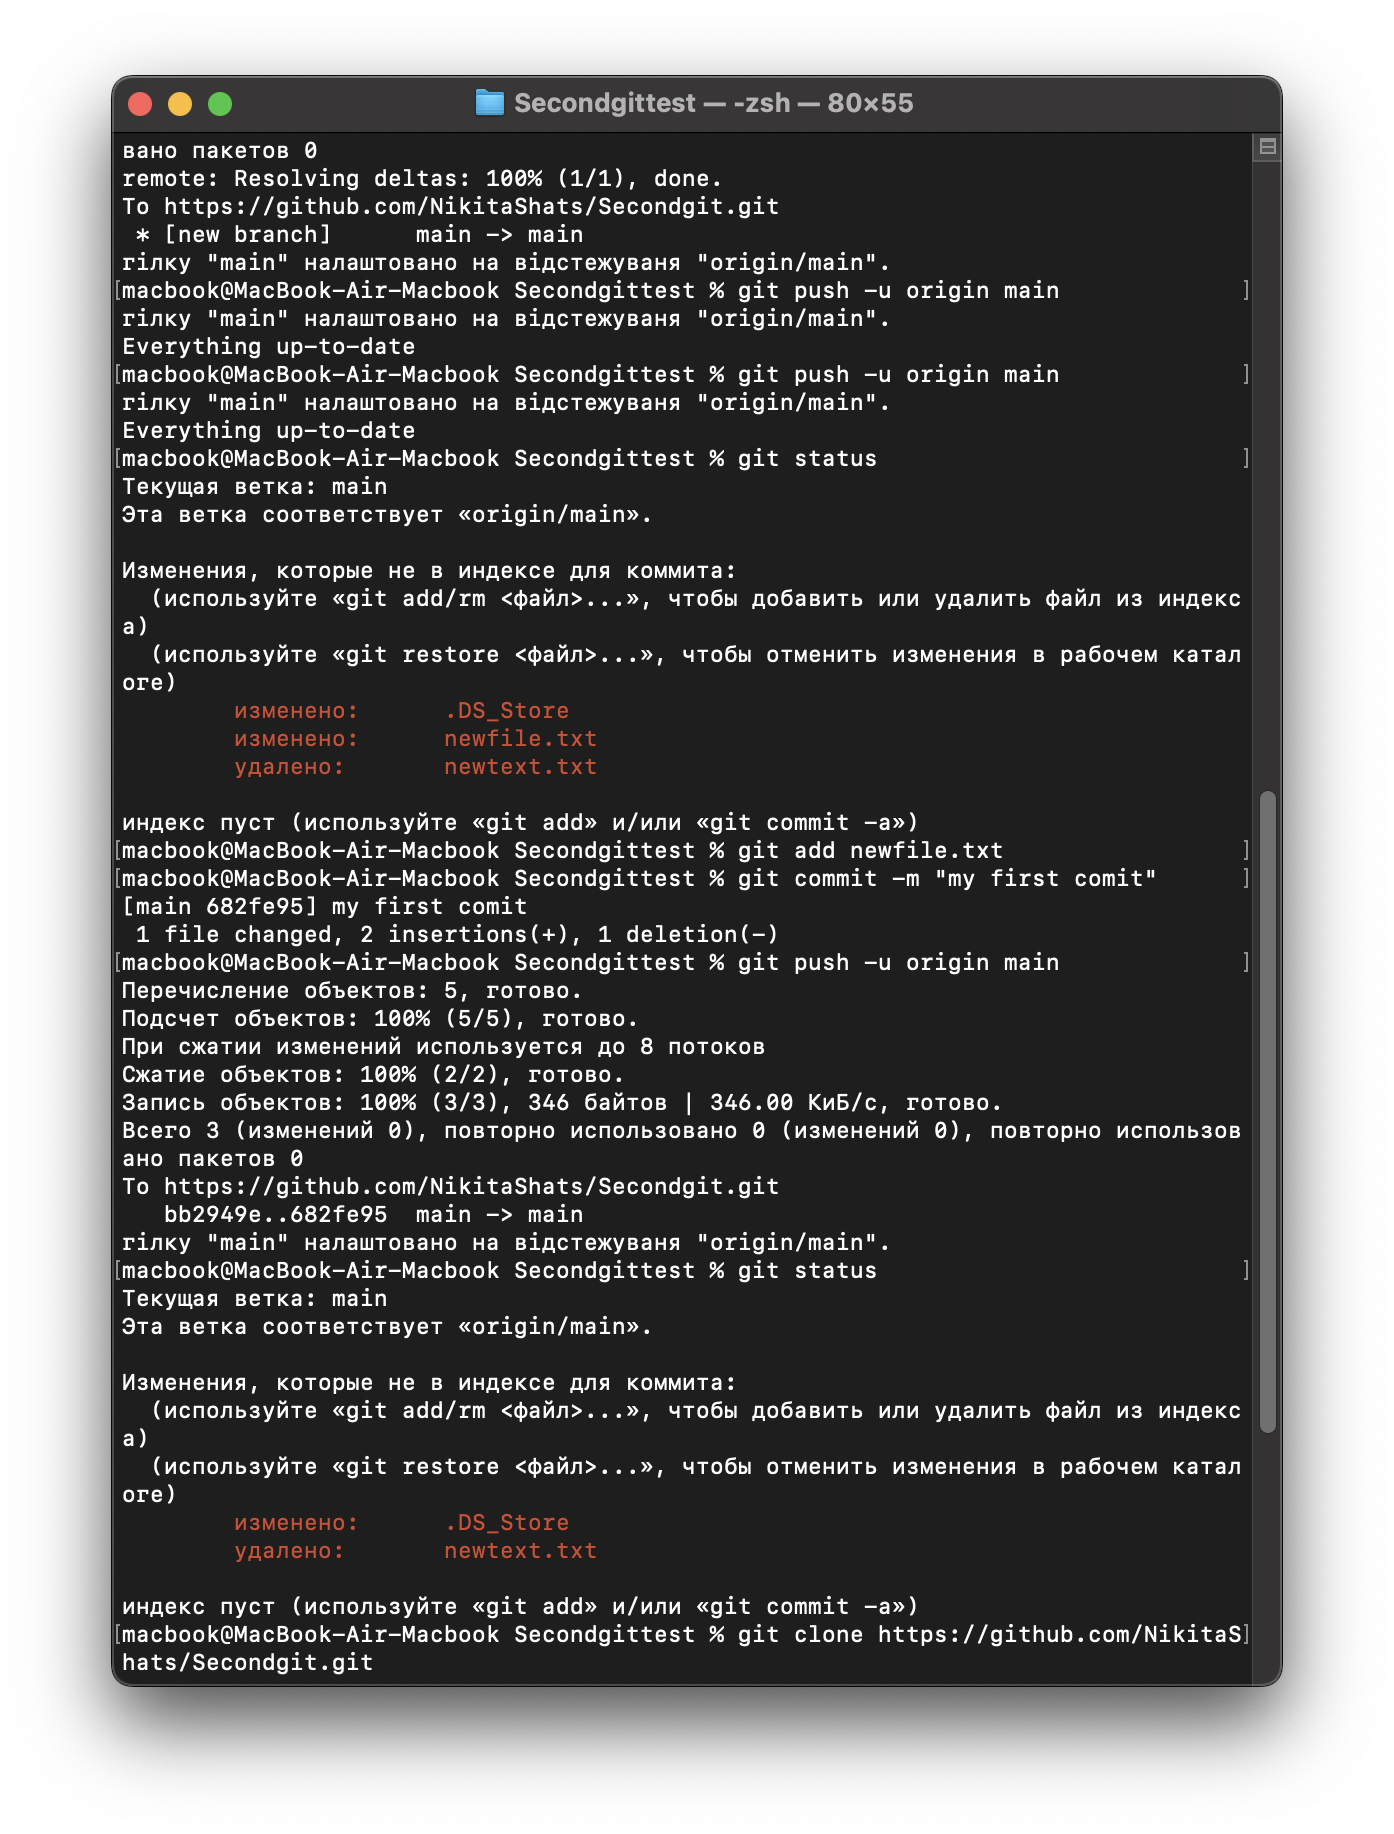 Secondgittest — -zsh — 80×55
вано пакетов 0
remote: Resolving deltas: 100% (1/1), done.
To https://github.com/NikitaShats/Secondgit.git
 * [new branch]      main -> main
гілку "main" налаштовано на відстежуваня "origin/main".
[macbook@MacBook-Air-Macbook Secondgittest % git push -u origin main             ]
гілку "main" налаштовано на відстежуваня "origin/main".
Everything up-to-date
[macbook@MacBook-Air-Macbook Secondgittest % git push -u origin main             ]
гілку "main" налаштовано на відстежуваня "origin/main".
Everything up-to-date
[macbook@MacBook-Air-Macbook Secondgittest % git status                          ]
Текущая ветка: main
Эта ветка соответствует «origin/main».

Изменения, которые не в индексе для коммита:
  (используйте «git add/rm <файл>...», чтобы добавить или удалить файл из индекс
а)
  (используйте «git restore <файл>...», чтобы отменить изменения в рабочем катал
оге)
        изменено:      .DS_Store
        изменено:      newfile.txt
        удалено:       newtext.txt

индекс пуст (используйте «git add» и/или «git commit -a»)
[macbook@MacBook-Air-Macbook Secondgittest % git add newfile.txt                 ]
[macbook@MacBook-Air-Macbook Secondgittest % git commit -m "my first comit"      ]
[main 682fe95] my first comit
 1 file changed, 2 insertions(+), 1 deletion(-)
[macbook@MacBook-Air-Macbook Secondgittest % git push -u origin main             ]
Перечисление объектов: 5, готово.
Подсчет объектов: 100% (5/5), готово.
При сжатии изменений используется до 8 потоков
Сжатие объектов: 100% (2/2), готово.
Запись объектов: 100% (3/3), 346 байтов | 346.00 КиБ/с, готово.
Всего 3 (изменений 0), повторно использовано 0 (изменений 0), повторно использов
ано пакетов 0
To https://github.com/NikitaShats/Secondgit.git
   bb2949e..682fe95  main -> main
гілку "main" налаштовано на відстежуваня "origin/main".
[macbook@MacBook-Air-Macbook Secondgittest % git status                          ]
Текущая ветка: main
Эта ветка соответствует «origin/main».

Изменения, которые не в индексе для коммита:
  (используйте «git add/rm <файл>...», чтобы добавить или удалить файл из индекс
а)
  (используйте «git restore <файл>...», чтобы отменить изменения в рабочем катал
оге)
        изменено:      .DS_Store
        удалено:       newtext.txt

индекс пуст (используйте «git add» и/или «git commit -a»)
[macbook@MacBook-Air-Macbook Secondgittest % git clone https://github.com/NikitaS]
hats/Secondgit.git